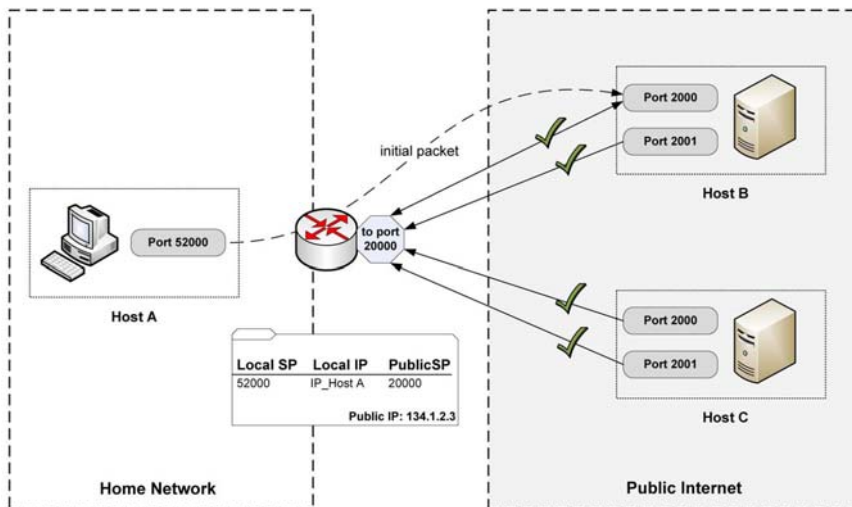 Port 2000
Port 2001
Host B
initial packet
Port 52000
to port
20000
Host A
Port 2000
Port 2001
Host C
Local SP Local IP PublicSP
52000 IP_Host A 20000
Public IP: 134.1.2.3
Home Network
Public Internet